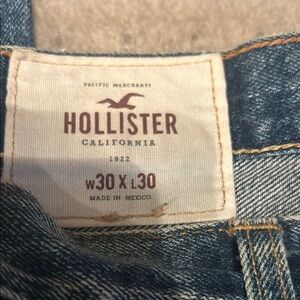 PACIFIC MERCHANTS
HOLLISTER
CALIFORNIA
1922
W30 X L30
MADE IN MEXICO